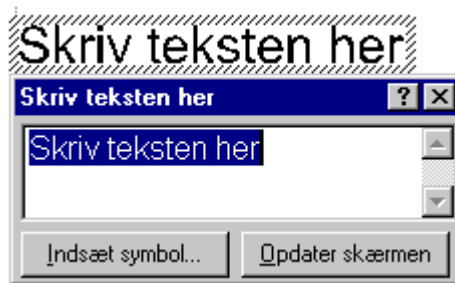 Skriv teksten her
Skriv teksten her ? ×
Skriv teksten her
Indsæt symbol... Opdater skærmen